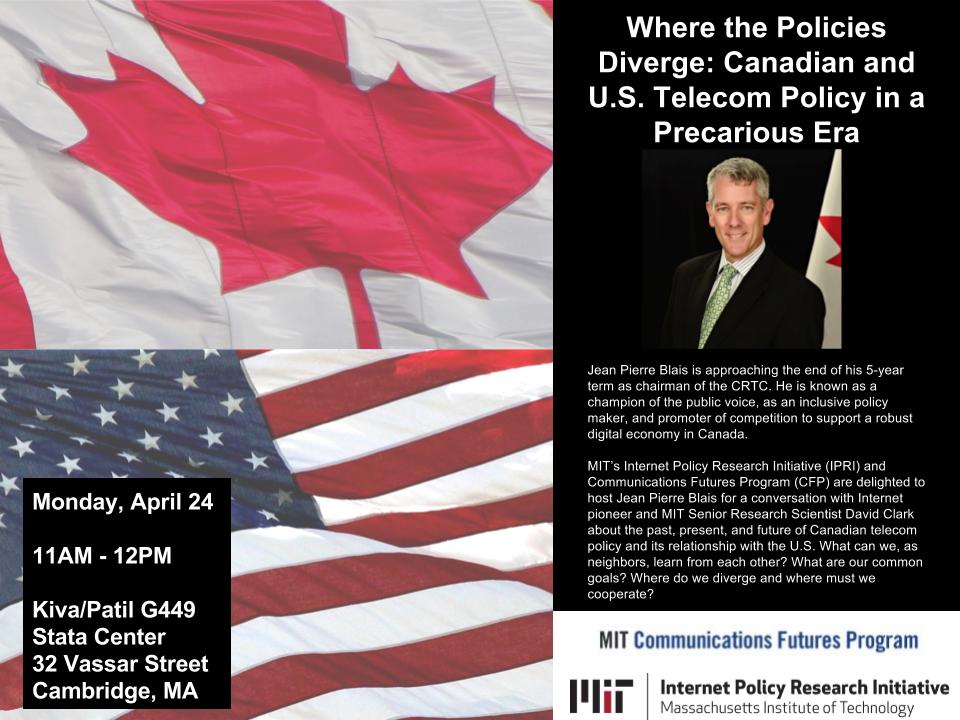 Where the Policies
Diverge: Canadian and
U.S. Telecom Policy in a
Precarious Era
Jean Pierre Blais is approaching the end of his 5-year
term as chairman of the CRTC. He is known as a
champion of the public voice, as an inclusive policy
maker, and promoter of competition to support a robust
digital economy in Canada.
MIT's Internet Policy Research Initiative (IPRI) and
Communications Futures Program (CFP) are delighted to
host Jean Pierre Blais for a conversation with Internet
pioneer and MIT Senior Research Scientist David Clark
about the past, present, and future of Canadian telecom
policy and its relationship with the U.S. What can we, as
neighbors, learn from each other? What are our common
goals? Where do we diverge and where must we
cooperate?
Monday, April 24
11AM - 12PM
Kiva/Patil G449
Stata Center
32 Vassar Street
Cambridge, MA
MIT Communications Futures Program
MIT
Internet Policy Research Initiative
Massachusetts Institute of Technology